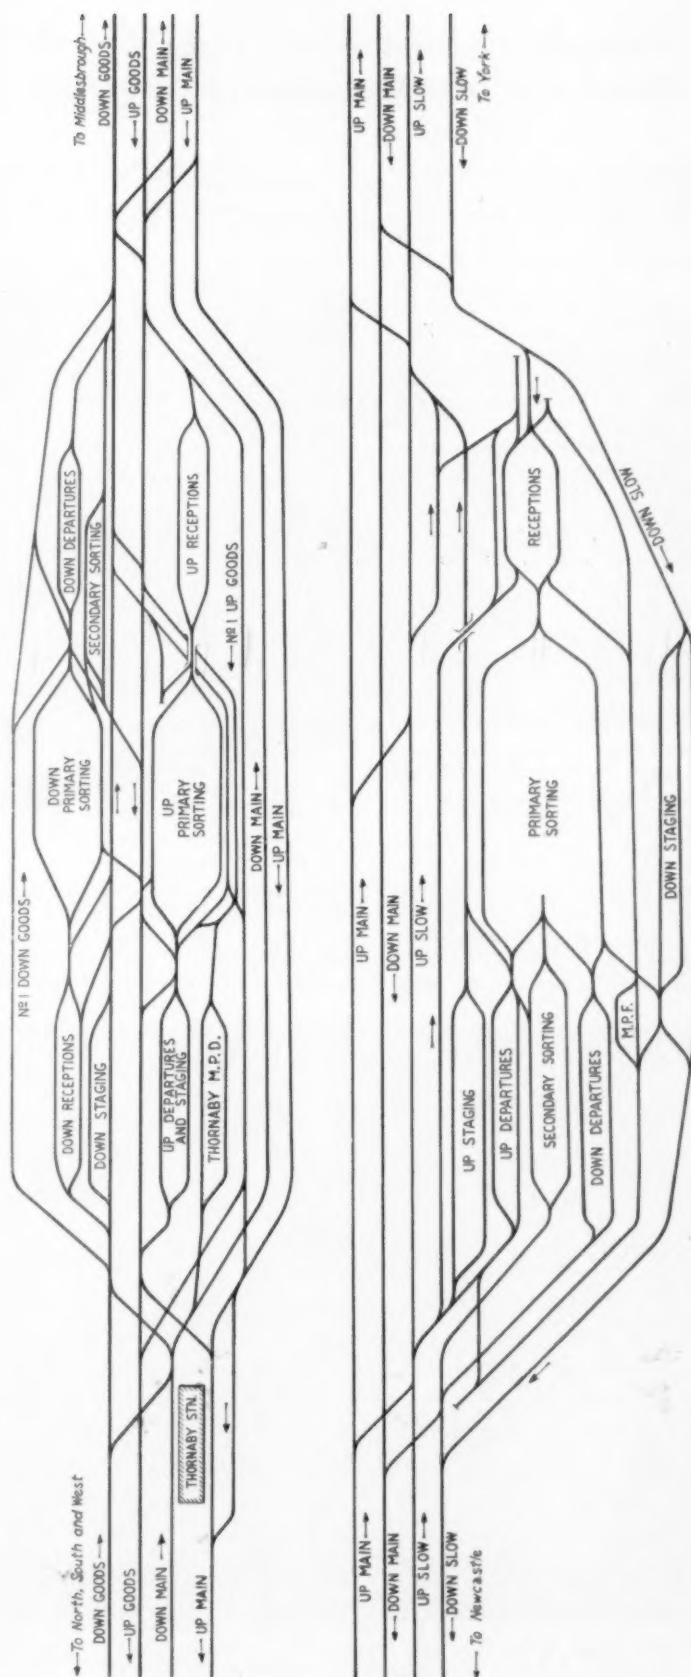 ←To North, South and West
DOWN GOODS→
←UP GOODS
DOWN MAIN→
←UP MAIN
THORNABY STN.
Nº1 DOWN GOODS→
DOWN RECEPTIONS
DOWN STAGING
UP DEPARTURES
AND STAGING
THORNABY M.P.D.
DOWN
PRIMARY
SORTING
UP
PRIMARY
SORTING
DOWN MAIN→
←UP MAIN
DOWN DEPARTURES
SECONDARY SORTING
UP RECEPTIONS
←Nº1 UP GOODS
To Middlesbrough→
DOWN GOODS→
←UP GOODS
DOWN MAIN→
←UP MAIN
UP MAIN→
←DOWN MAIN
UP SLOW→
←DOWN SLOW
←To Newcastle
UP MAIN→
←DOWN MAIN
UP SLOW→
UP STAGING
UP DEPARTURES
SECONDARY SORTING
DOWN DEPARTURES
M.P.F.
DOWN STAGING
PRIMARY
SORTING
RECEPTIONS
←DOWN SLOW
UP MAIN→
←DOWN MAIN
UP SLOW→
←DOWN SLOW
To York→